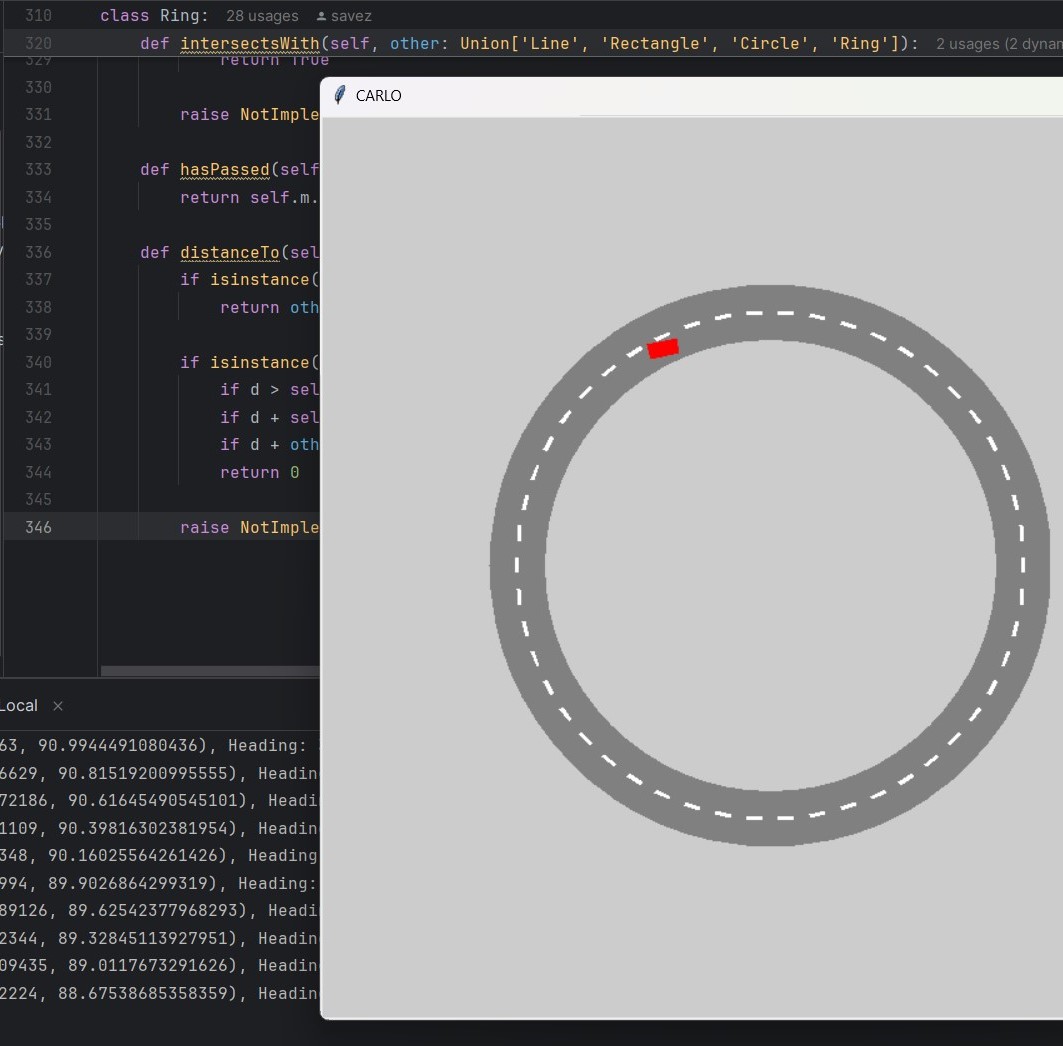 310 class Ring: 28 usages savez
320 def intersectsWith(self, other: Union['Line', 'Rectangle', 'Circle', 'Ring']): 2 usages (2 dynam
329 return True
330
331 raise NotImple
332
333 def hasPassed(self
334 return self.m.
335
336 def distanceTo(sel
337 if isinstance(
338 return oth
339
340 if isinstance(
341 if d > sel
342 if d + sel
343 if d + oth
344 return 0
345
346 raise NotImple
CARLO
Local ×
63, 90.9944491080436), Heading:
6629, 90.81519200995555), Headin
72186, 90.61645490545101), Headi
1109, 90.39816302381954), Headin
348, 90.16025564261426), Heading
994, 89.9026864299319), Heading:
89126, 89.62542377968293), Headi
2344, 89.32845113927951), Headin
09435, 89.0117673291626), Headin
2224, 88.67538685358359), Headin